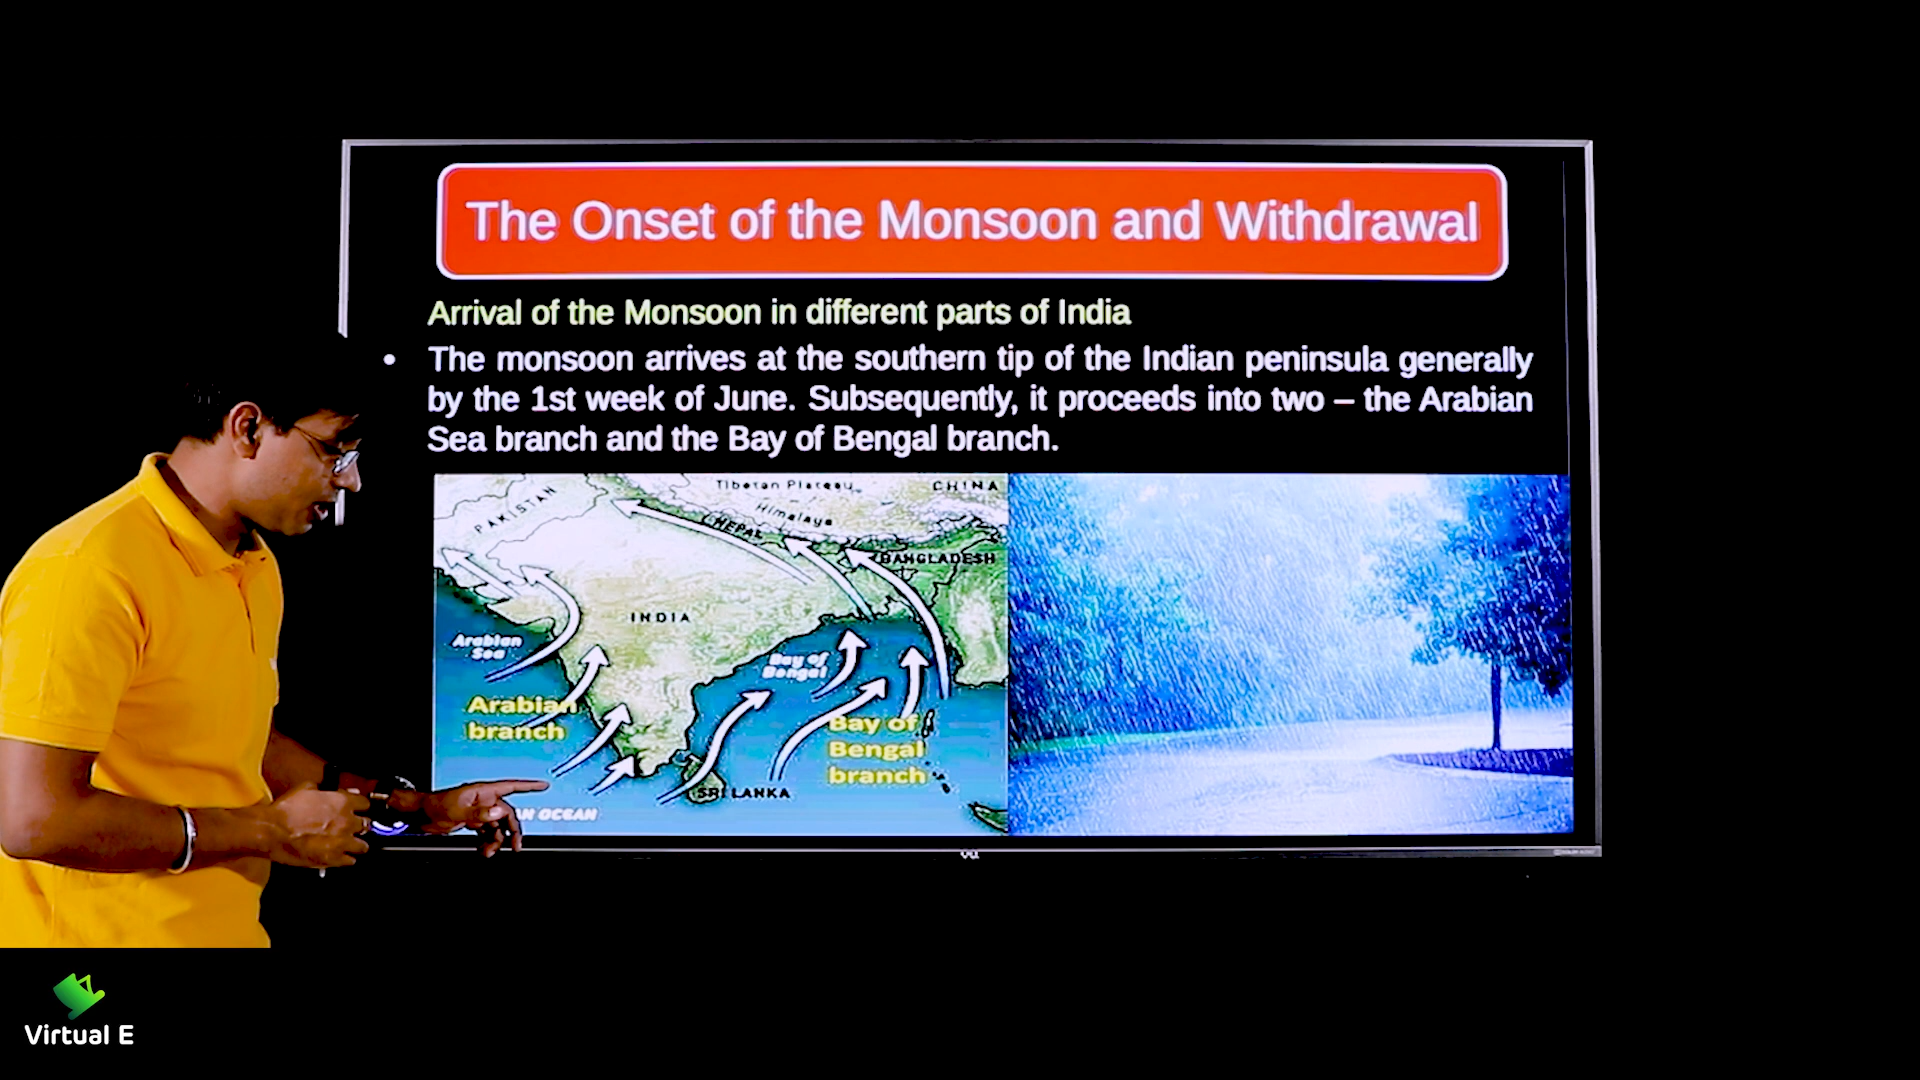 The Onset of the Monsoon and Withdrawal
Arrival of the Monsoon in different parts of India
• The monsoon arrives at the southern tip of the Indian peninsula generally
by the 1st week of June. Subsequently, it proceeds into two – the Arabian
Sea branch and the Bay of Bengal branch.
Tibetan Plateau
CHINA
PAKISTAN
Himalaya
NEPAL
BANGLADESH
INDIA
Arabian
Sea
Bay of
Bengal
Arabian
branch
Bay of
Bengal
branch
SRI LANKA
OCEAN
Virtual E